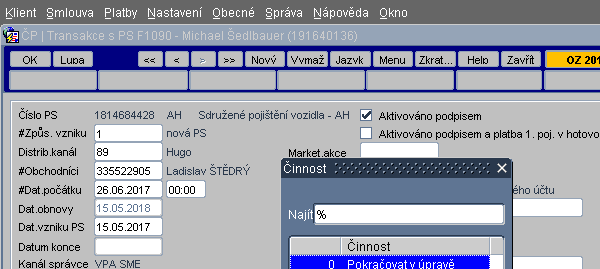 Klient Smlouva Platby Nastavení Obecné Správa Nápověda Okno
ČP | Transakce s PS F1090 - Michael Šedlbauer (191640136)
OK Lupa << < > >> Nový Vymaž Jazyk Menu Zkrat... Help Zavřít OZ 201
Číslo PS 1814684428 AH Sdružené pojištění vozidla - AH Aktivováno podpisem
#Způs. vzniku 1 nová PS Aktivováno podpisem a platba 1. poj. v hotovo
Distrib.kanál 89 Hugo Market.akce
#Obchodníci 335522905 Ladislav ŠTĚDRÝ
Činnost
#Dat.počátku 26.06.2017 00:00
ého účtu
Dat.obnovy 15.05.2018
Najít %
Dat.vzniku PS 15.05.2017
Datum konce
Činnost
Kanál správce VPA SME
0 Pokračovat v úpravě